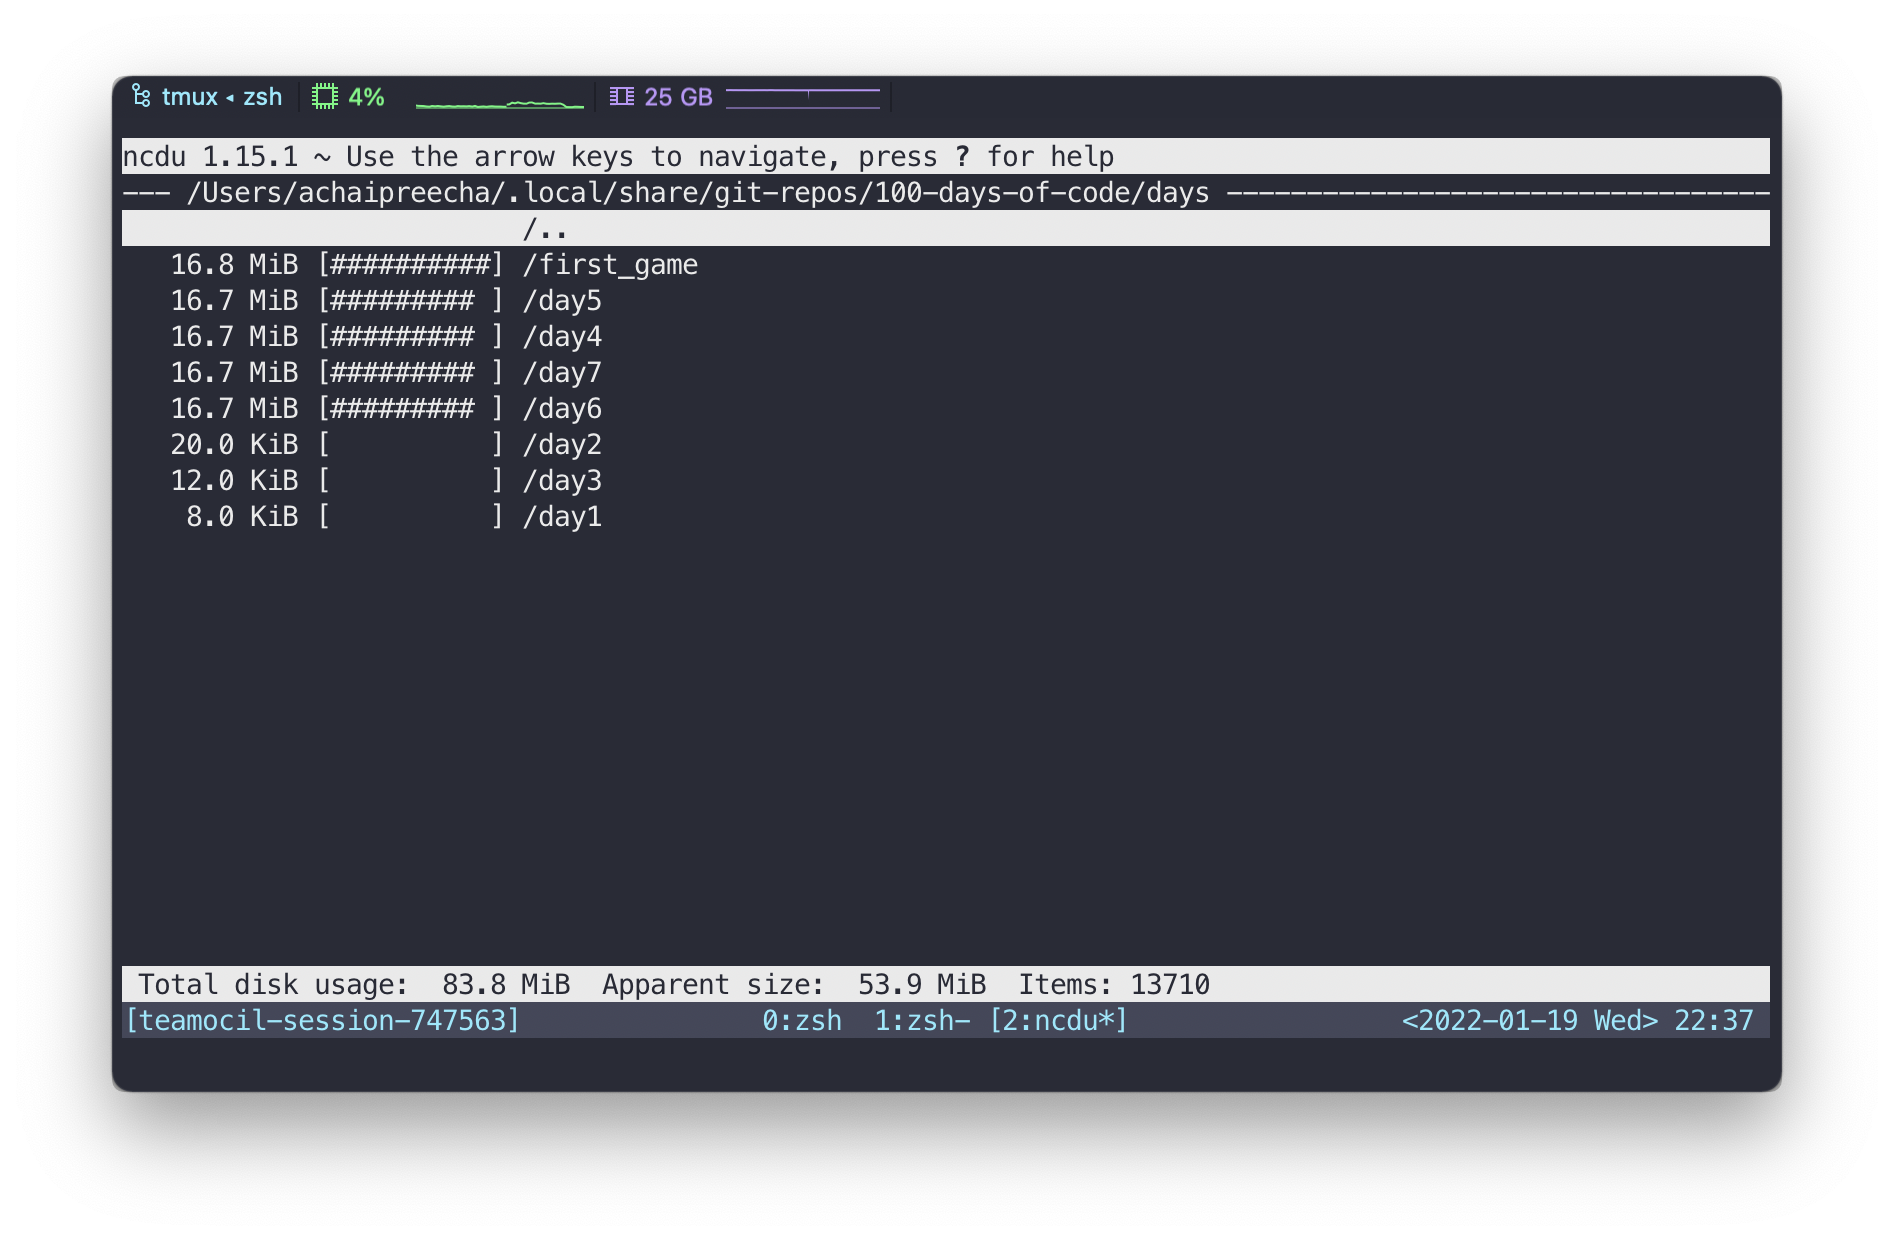 tmux ◂ zsh 4% 25 GB
ncdu 1.15.1 ~ Use the arrow keys to navigate, press ? for help
--- /Users/achaipreecha/.local/share/git-repos/100-days-of-code/days ----------------------------------
                         /..
   16.8 MiB [##########] /first_game
   16.7 MiB [######### ] /day5
   16.7 MiB [######### ] /day4
   16.7 MiB [######### ] /day7
   16.7 MiB [######### ] /day6
   20.0 KiB [          ] /day2
   12.0 KiB [          ] /day3
    8.0 KiB [          ] /day1
 Total disk usage:  83.8 MiB  Apparent size:  53.9 MiB  Items: 13710
[teamocil-session-747563] 0:zsh  1:zsh- [2:ncdu*] <2022-01-19 Wed> 22:37